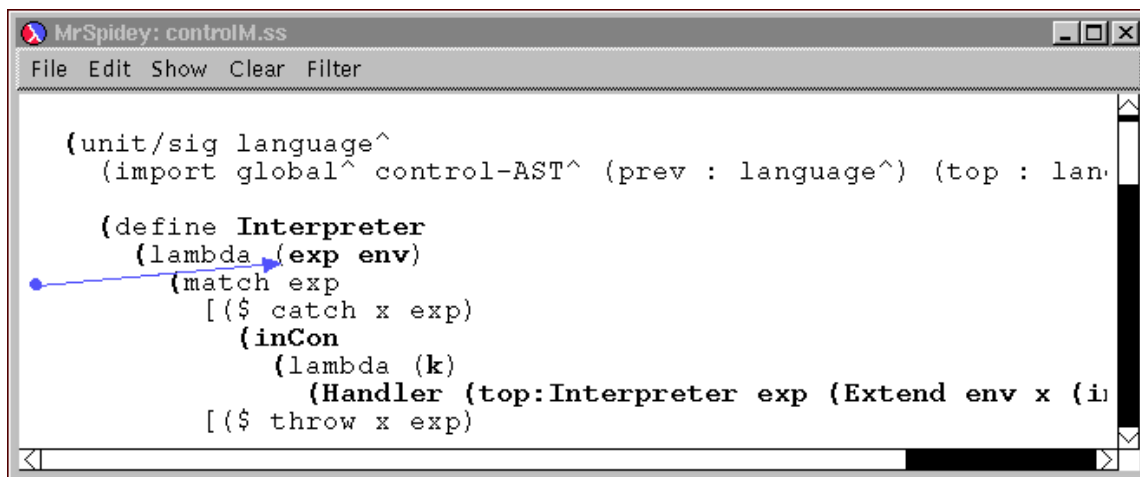 MrSpidey: controlM.ss
File Edit Show Clear Filter
(unit/sig language^
(import global^ control-AST^ (prev : language^) (top : lan
(define Interpreter
(lambda (exp env)
(match exp
[($ catch x exp)
(inCon
(lambda (k)
(Handler (top:Interpreter exp (Extend env x (i
[($ throw x exp)